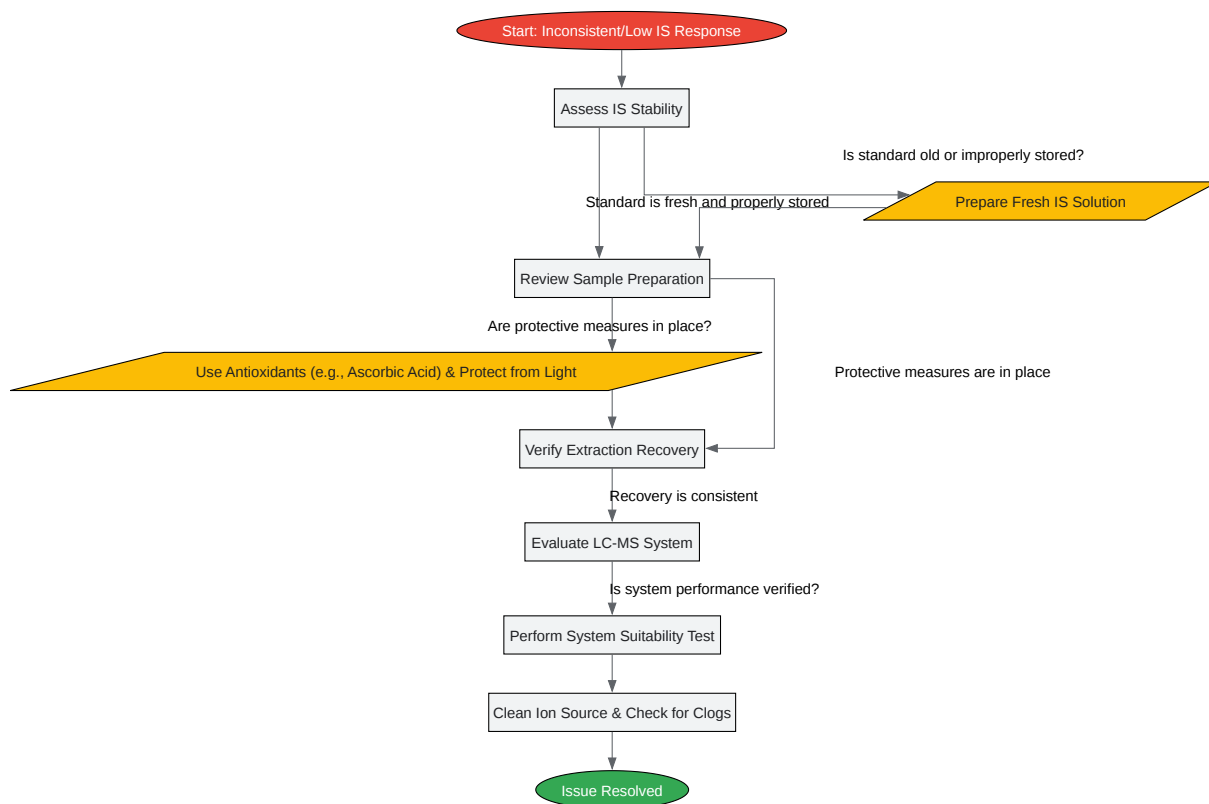 Start: Inconsistent/Low IS Response
Assess IS Stability
Is standard old or improperly stored?
Standard is fresh and properly stored
Prepare Fresh IS Solution
Review Sample Preparation
Are protective measures in place?
Use Antioxidants (e.g., Ascorbic Acid) & Protect from Light
Protective measures are in place
Verify Extraction Recovery
Recovery is consistent
Evaluate LC-MS System
Is system performance verified?
Perform System Suitability Test
Clean Ion Source & Check for Clogs
Issue Resolved